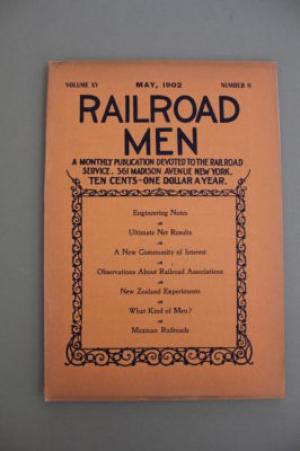 VOLUME XV MAY, 1902 NUMBER 8
RAILROAD
MEN
A MONTHLY PUBLICATION DEVOTED TO THE RAILROAD
SERVICE. 361 MADISON AVENUE NEW YORK.
TEN CENTS-ONE DOLLAR A YEAR.
Engineering Notes
Ultimate Net Results
A New Community of Interest
Observations About Railroad Associations
New Zealand Experiments
What Kind of Men?
Mexican Railroads